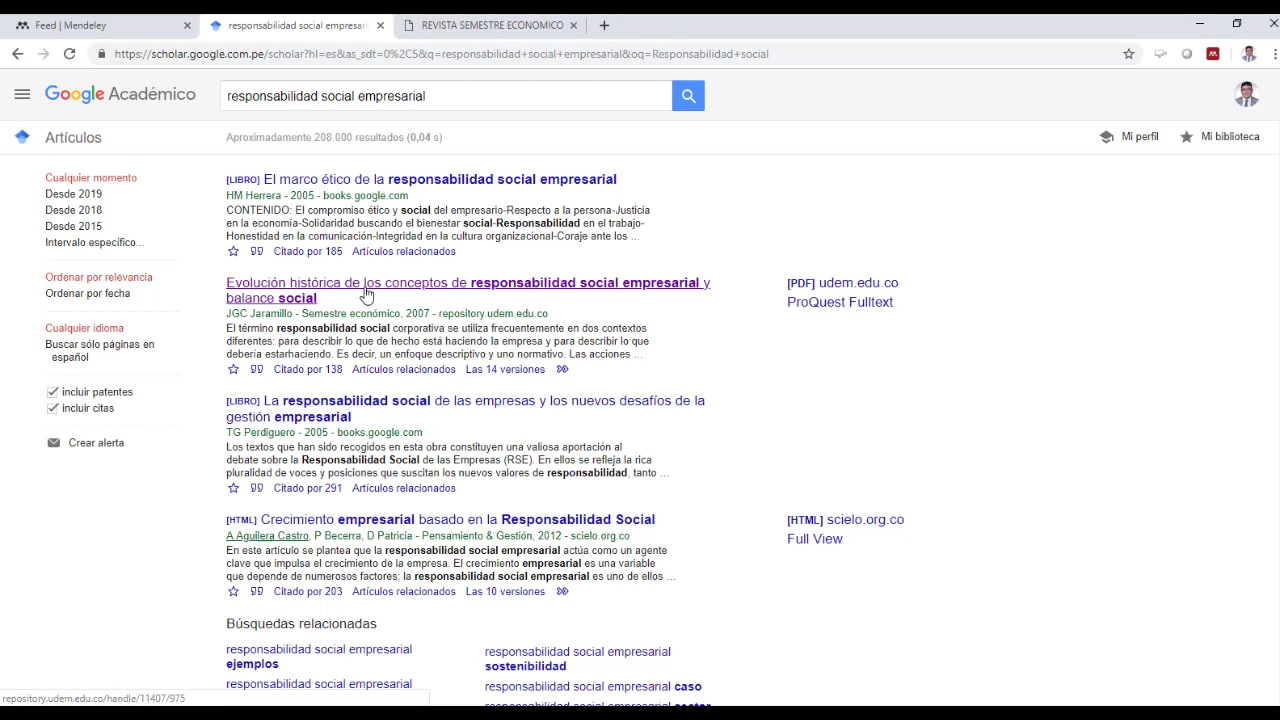 Feed | Mendeley
responsabilidad social empresari
REVISTA SEMESTRE ECONOMICO
https://scholar.google.com.pe/scholar?hl=es&as_sdt=0%2C5&q=responsabilidad+social+empresarial&oq=Responsabilidad+social
Google Académico
responsabilidad social empresarial
Artículos
Aproximadamente 208.000 resultados (0,04 s)
Mi perfil
Mi biblioteca
Cualquier momento
Desde 2019
Desde 2018
Desde 2015
Intervalo específico...
Ordenar por relevancia
Ordenar por fecha
Cualquier idioma
Buscar sólo páginas en
español
incluir patentes
incluir citas
Crear alerta
[LIBRO] El marco ético de la responsabilidad social empresarial
HM Herrera - 2005 - books.google.com
CONTENIDO: El compromiso ético y social del empresario-Respecto a la persona-Justicia
en la economía-Solidaridad buscando el bienestar social-Responsabilidad en el trabajo-
Honestidad en la comunicación-Integridad en la cultura organizacional-Coraje ante los ...
Citado por 185 Artículos relacionados
Evolución histórica de los conceptos de responsabilidad social empresarial y
balance social
JGC Jaramillo - Semestre económico, 2007 - repository.udem.edu.co
El término responsabilidad social corporativa se utiliza frecuentemente en dos contextos
diferentes: para describir lo que de hecho está haciendo la empresa y para describir lo que
debería estarhaciendo. Es decir, un enfoque descriptivo y uno normativo. Las acciones ...
Citado por 138 Artículos relacionados Las 14 versiones
[PDF] udem.edu.co
ProQuest Fulltext
[LIBRO] La responsabilidad social de las empresas y los nuevos desafíos de la
gestión empresarial
TG Perdiguero - 2005 - books.google.com
Los textos que han sido recogidos en esta obra constituyen una valiosa aportación al
debate sobre la Responsabilidad Social de las Empresas (RSE). En ellos se refleja la rica
pluralidad de voces y posiciones que suscitan los nuevos valores de responsabilidad, tanto ...
Citado por 291 Artículos relacionados
[HTML] Crecimiento empresarial basado en la Responsabilidad Social
A Aguilera Castro, P Becerra, D Patricia - Pensamiento & Gestión, 2012 - scielo.org.co
En este artículo se plantea que la responsabilidad social empresarial actúa como un agente
clave que impulsa el crecimiento de la empresa. El crecimiento empresarial es una variable
que depende de numerosos factores; la responsabilidad social empresarial es uno de ellos ...
Citado por 203 Artículos relacionados Las 10 versiones
[HTML] scielo.org.co
Full View
Búsquedas relacionadas
responsabilidad social empresarial
ejemplos
responsabilidad social empresarial
responsabilidad social empresarial
sostenibilidad
responsabilidad social empresarial caso
responsabilidad social empresarial sector
repository.udem.edu.co/handle/11407/975